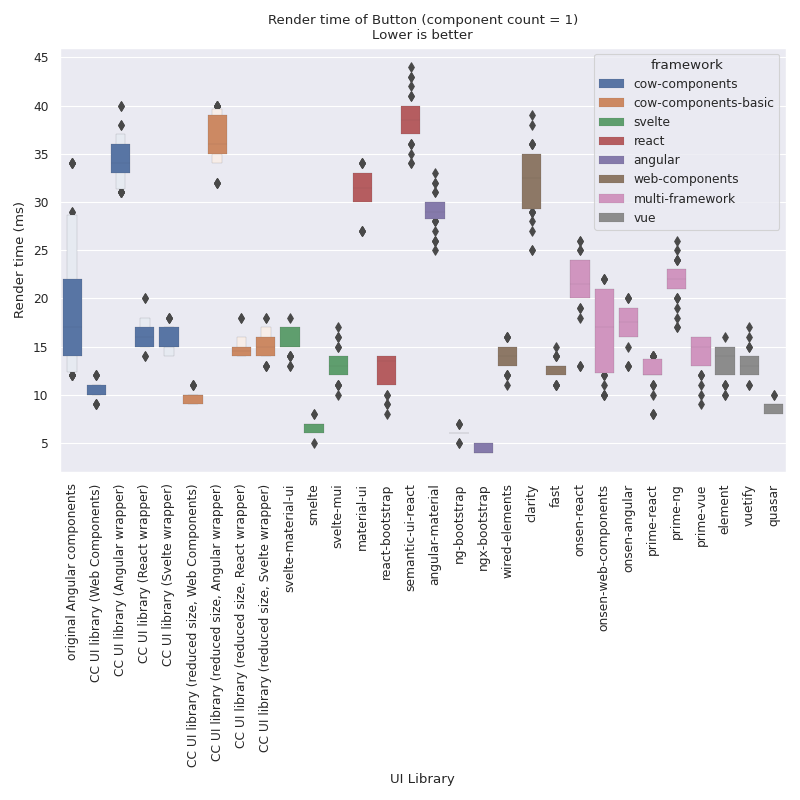 Render time of Button (component count = 1)
Lower is better
Render time (ms)
45
40
35
30
25
20
15
10
5
framework
cow-components
cow-components-basic
svelte
react
angular
web-components
multi-framework
vue
original Angular components
CC UI library (Web Components)
CC UI library (Angular wrapper)
CC UI library (React wrapper)
CC UI library (Svelte wrapper)
CC UI library (reduced size, Web Components)
CC UI library (reduced size, Angular wrapper)
CC UI library (reduced size, React wrapper)
CC UI library (reduced size, Svelte wrapper)
svelte-material-ui
smelte
svelte-mui
material-ui
react-bootstrap
semantic-ui-react
angular-material
ng-bootstrap
ngx-bootstrap
wired-elements
clarity
fast
onsen-react
onsen-web-components
onsen-angular
prime-react
prime-ng
prime-vue
element
vuetify
quasar
UI Library